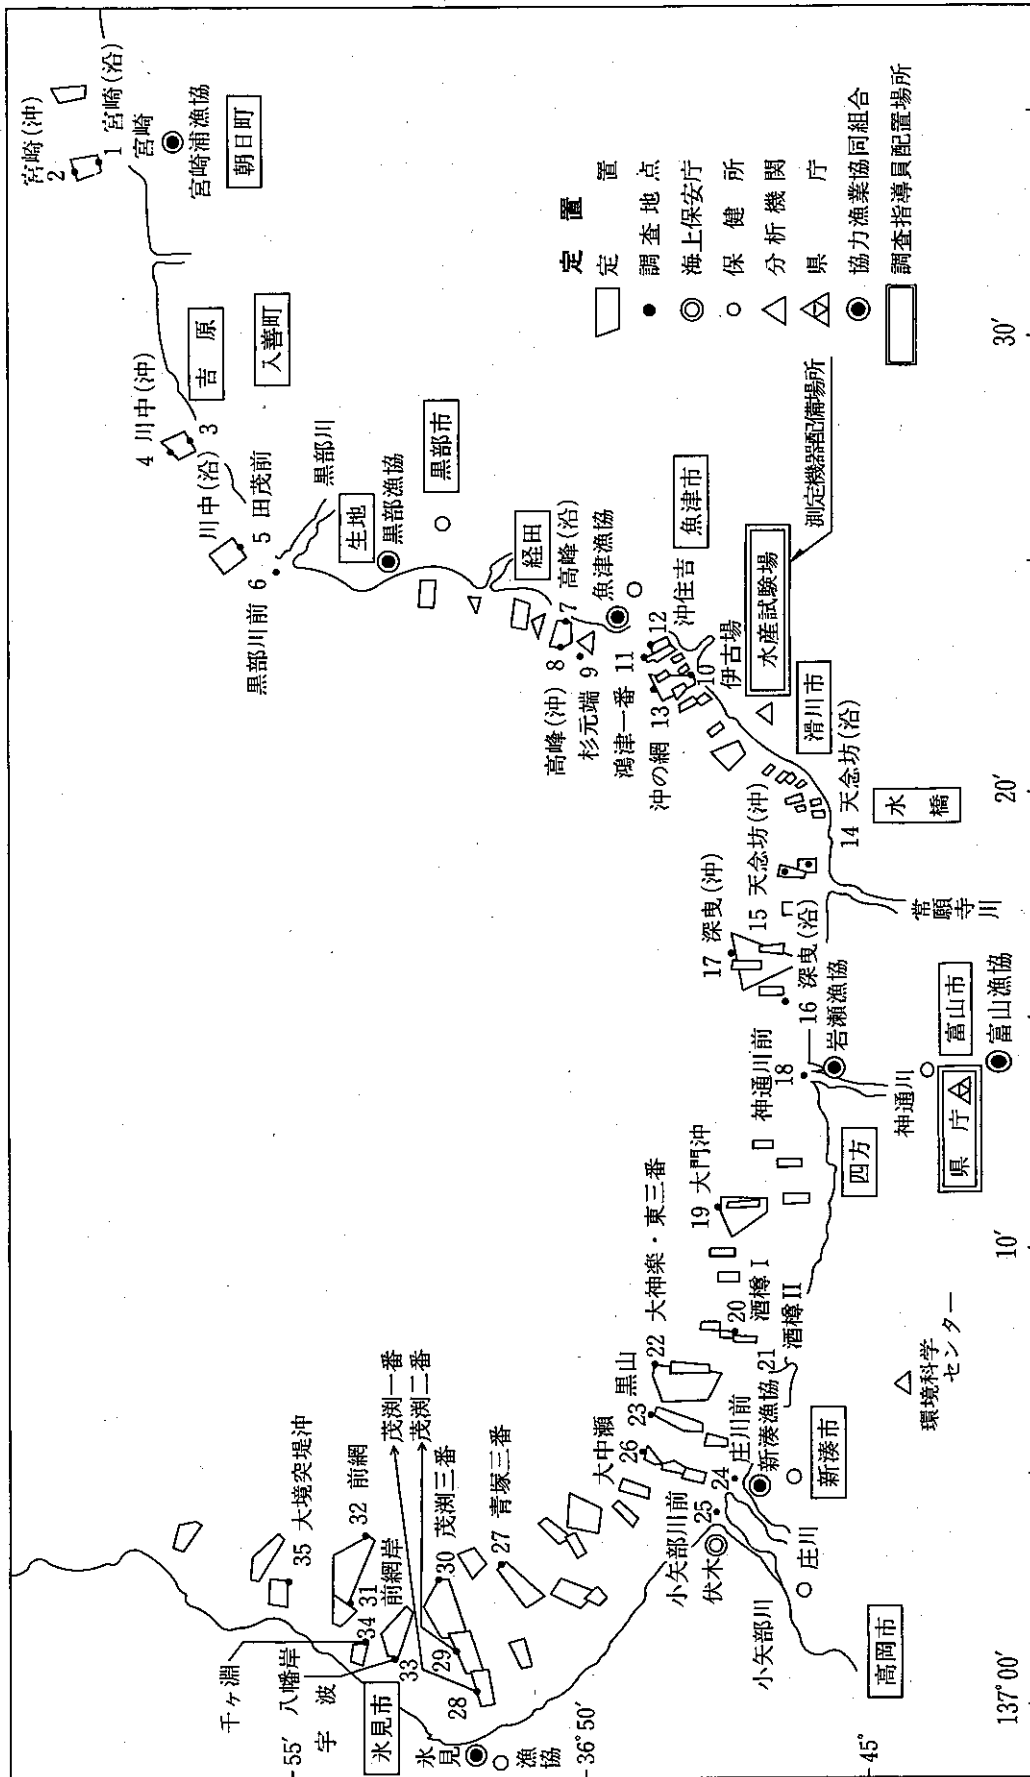 宮崎(沖)
2
1 宮崎(沿)
宮崎
宮崎浦漁協
朝日町
4 川中(沖)
3
川中(沿)
吉原
入善町
5 田茂前
黒部川前 6
黒部川
生地
黒部漁協
黒部市
経田
7 高峰(沿)
高峰(沖) 8
杉元端 9
魚津漁協
魚津市
鴻津一番 11
12
沖住吉
沖の網 13
10
伊古場
水産試験場
測定機器配備場所
滑川市
14 天念坊(沿)
水橋
15 天念坊(沖)
常願寺川
17 深曳(沖)
16 深曳(沿)
岩瀬漁協
神通川前
18
神通川
富山市
富山漁協
県庁
四方
19 大門沖
20 酒樽 I
21 酒樽 II
22 大神楽・東三番
黒山
23
大中瀬
26
24 庄川前
新湊漁協
新湊市
環境科学
センター
小矢部川前
25
伏木
庄川
小矢部川
高岡市
27 青塚三番
茂渕一番
茂渕二番
茂渕三番
30
29
28
32 前網
31
前網岸
35 大境突堤沖
34
33
千ヶ淵
八幡岸
宇波
氷見市
氷見
漁協
定置
定置
調査地点
海上保安庁
保健所
分析機関
県庁
協力漁業協同組合
調査指導員配置場所
55′
36°50′
45′
137°00′
10′
20′
30′